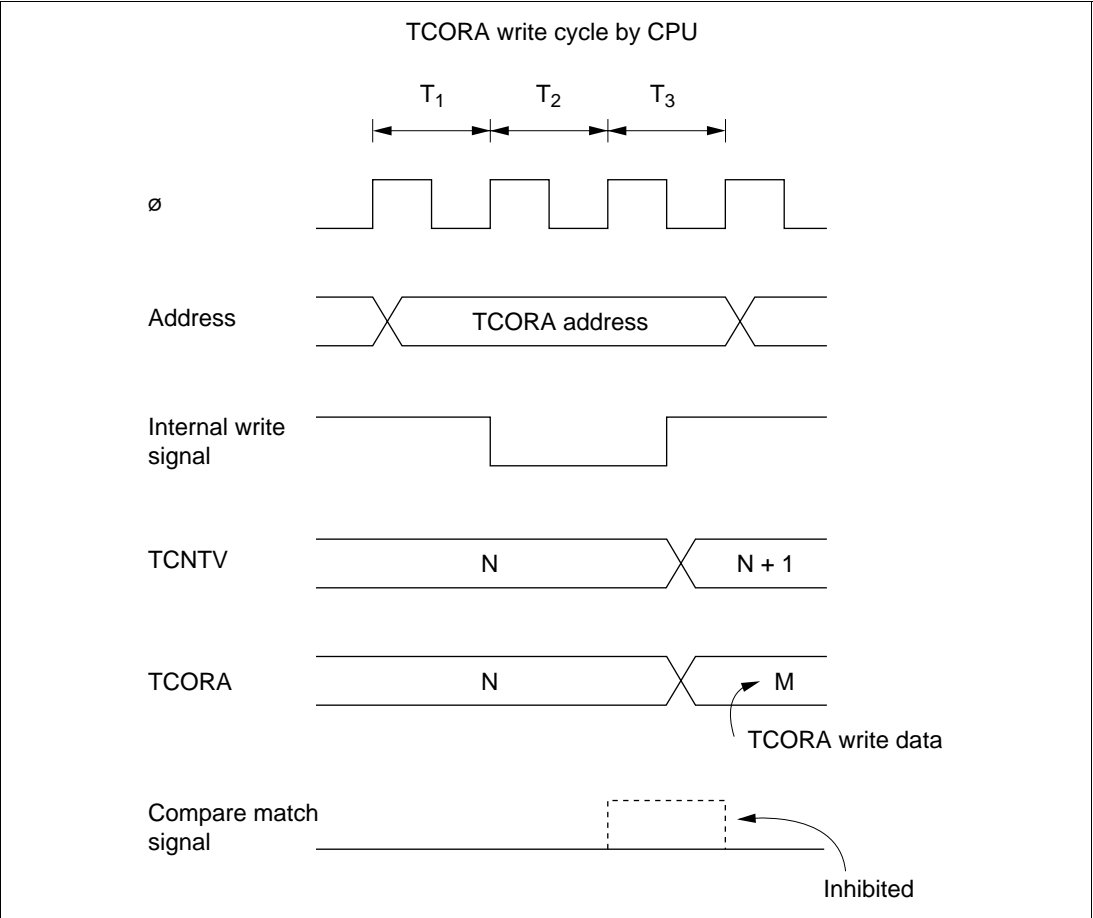 TCORA write cycle by CPU
T₁ T₂ T₃
ø
Address TCORA address
Internal write
signal
TCNTV N N + 1
TCORA N M
TCORA write data
Compare match
signal
Inhibited